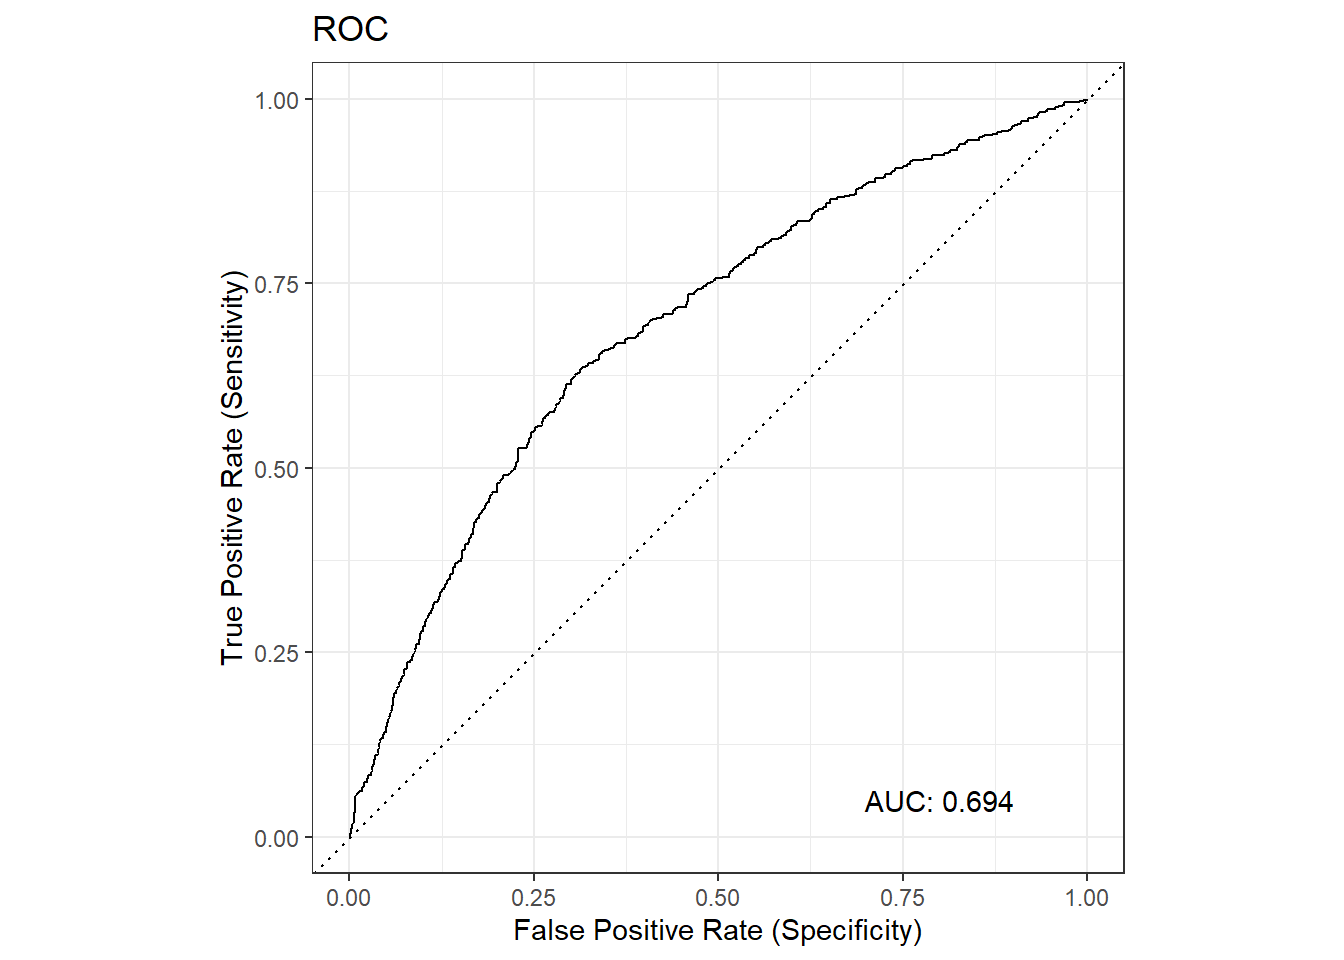 ROC
1.00
0.75
0.50
0.25
0.00
True Positive Rate (Sensitivity)
AUC: 0.694
0.00 0.25 0.50 0.75 1.00
False Positive Rate (Specificity)